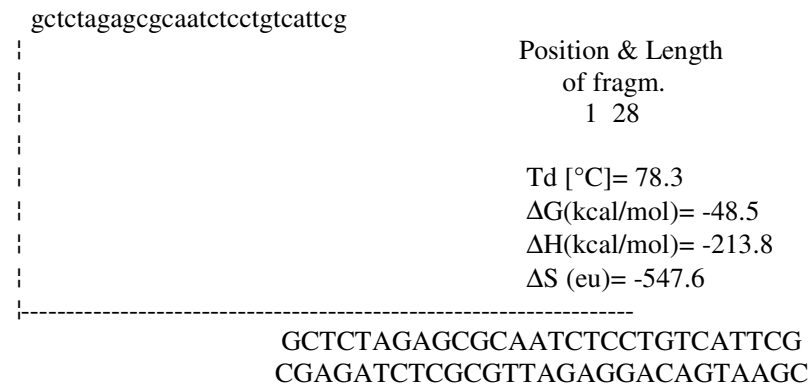 gctctagagcgcaatctcctgtcattcg
Position & Length
of fragm.
1 28
Td [°C]= 78.3
ΔG(kcal/mol)= -48.5
ΔH(kcal/mol)= -213.8
ΔS (eu)= -547.6
GCTCTAGAGCGCAATCTCCTGTCATTCG
CGAGATCTCGCGTTAGAGGACAGTAAGC